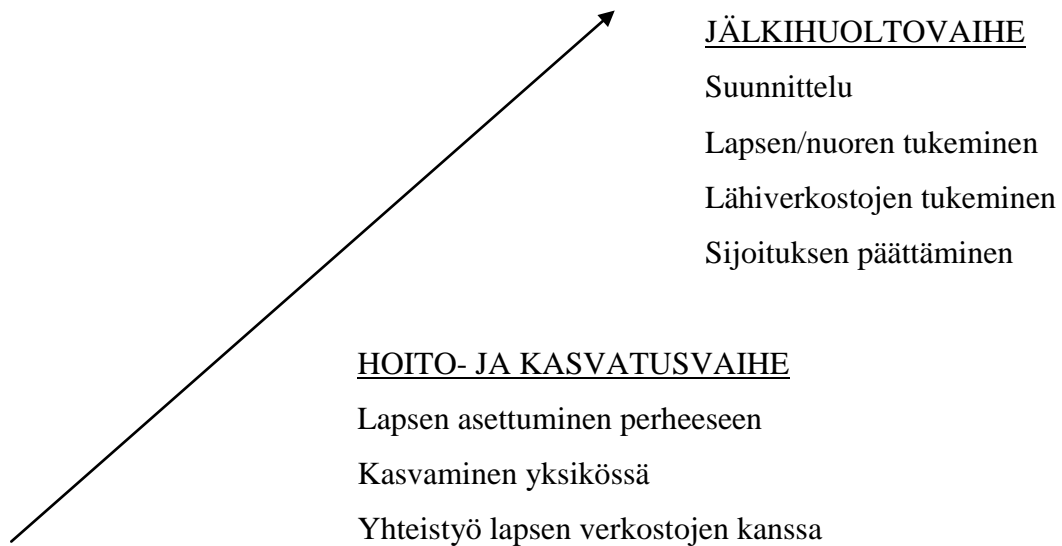 JÄLKIHUOLTOVAIHE
Suunnittelu
Lapsen/nuoren tukeminen
Lähiverkostojen tukeminen
Sijoituksen päättäminen
HOITO- JA KASVATUSVAIHE
Lapsen asettuminen perheeseen
Kasvaminen yksikössä
Yhteistyö lapsen verkostojen kanssa